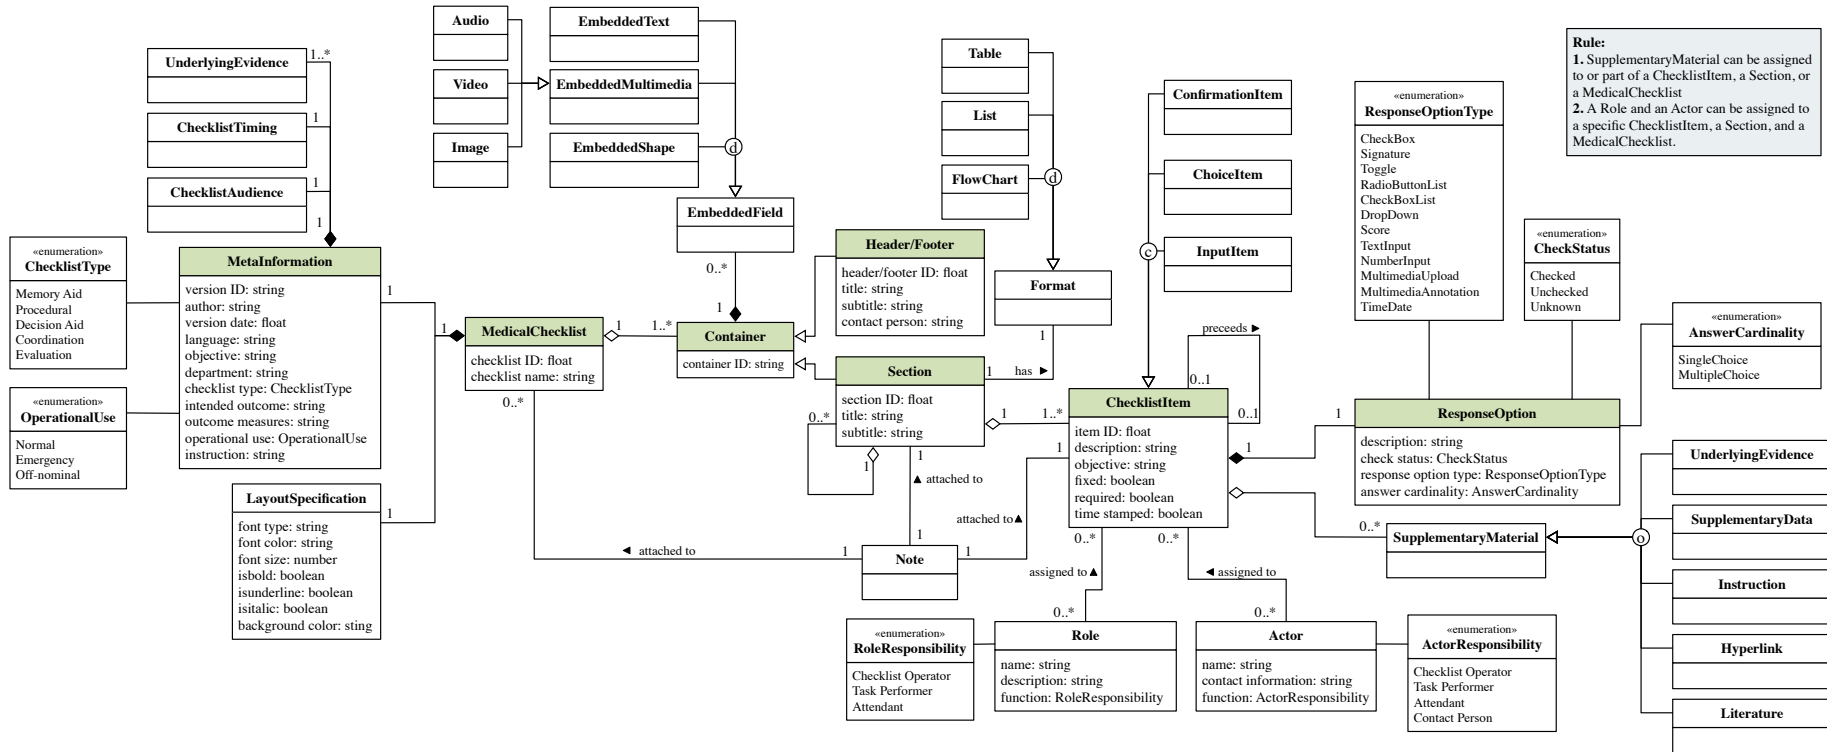 Audio
EmbeddedText
Video
EmbeddedMultimedia
Image
EmbeddedShape
d
EmbeddedField
0..*
1
UnderlyingEvidence
1..*
ChecklistTiming
1
ChecklistAudience
1
1
«enumeration»
ChecklistType
Memory Aid
Procedural
Decision Aid
Coordination
Evaluation
«enumeration»
OperationalUse
Normal
Emergency
Off-nominal
MetaInformation
version ID: string
author: string
version date: float
language: string
objective: string
department: string
checklist type: ChecklistType
intended outcome: string
outcome measures: string
operational use: OperationalUse
instruction: string
1
1
LayoutSpecification
font type: string
font color: string
font size: number
isbold: boolean
isunderline: boolean
isitalic: boolean
background color: sting
1
MedicalChecklist
checklist ID: float
checklist name: string
0..*
1
1..*
Container
container ID: string
Header/Footer
header/footer ID: float
title: string
subtitle: string
contact person: string
Section
section ID: float
title: string
subtitle: string
0..*
1
1
has ►
1
Table
List
FlowChart
d
Format
1
1..*
1
▲ attached to
1
◄ attached to
1
Note
1
attached to▲
1
ConfirmationItem
ChoiceItem
InputItem
c
preceeds ►
0..1
0..1
ChecklistItem
item ID: float
description: string
objective: string
fixed: boolean
required: boolean
time stamped: boolean
0..*
0..*
assigned to▲
◄ assigned to
0..*
0..*
«enumeration»
RoleResponsibility
Checklist Operator
Task Performer
Attendant
Role
name: string
description: string
function: RoleResponsibility
Actor
name: string
contact information: string
function: ActorResponsibility
«enumeration»
ActorResponsibility
Checklist Operator
Task Performer
Attendant
Contact Person
«enumeration»
ResponseOptionType
CheckBox
Signature
Toggle
RadioButtonList
CheckBoxList
DropDown
Score
TextInput
NumberInput
MultimediaUpload
MultimediaAnnotation
TimeDate
«enumeration»
CheckStatus
Checked
Unchecked
Unknown
«enumeration»
AnswerCardinality
SingleChoice
MultipleChoice
1
ResponseOption
description: string
check status: CheckStatus
response option type: ResponseOptionType
answer cardinality: AnswerCardinality
0..*
SupplementaryMaterial
o
UnderlyingEvidence
SupplementaryData
Instruction
Hyperlink
Literature
Rule:
1. SupplementaryMaterial can be assigned
to or part of a ChecklistItem, a Section, or
a MedicalChecklist
2. A Role and an Actor can be assigned to
a specific ChecklistItem, a Section, and a
MedicalChecklist.